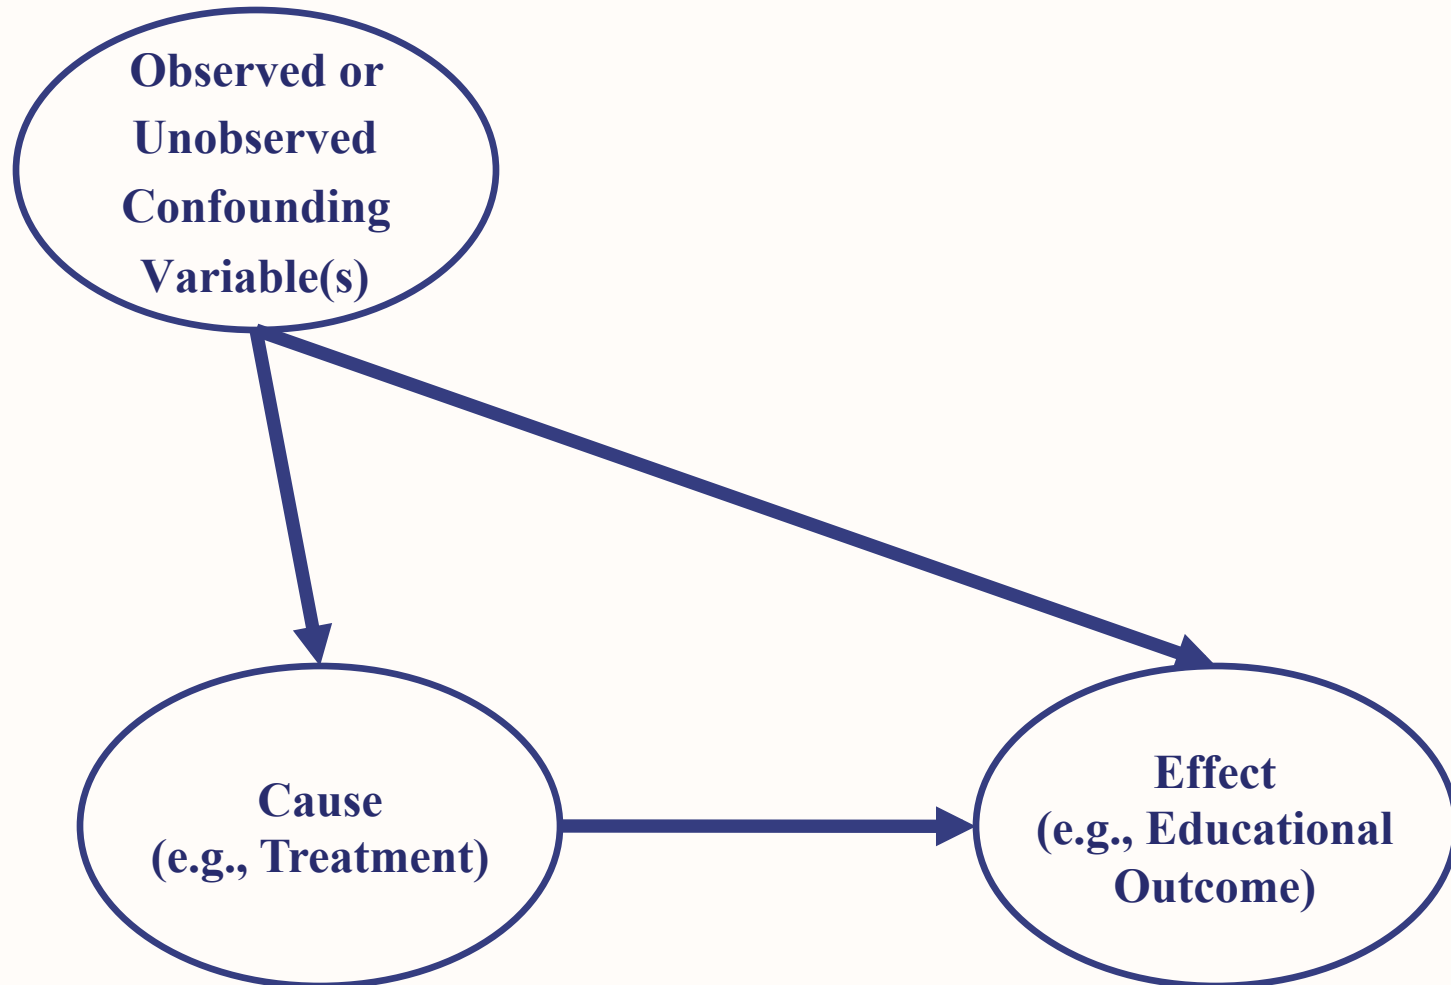 Observed or
Unobserved
Confounding
Variable(s)
Cause
(e.g., Treatment)
Effect
(e.g., Educational
Outcome)